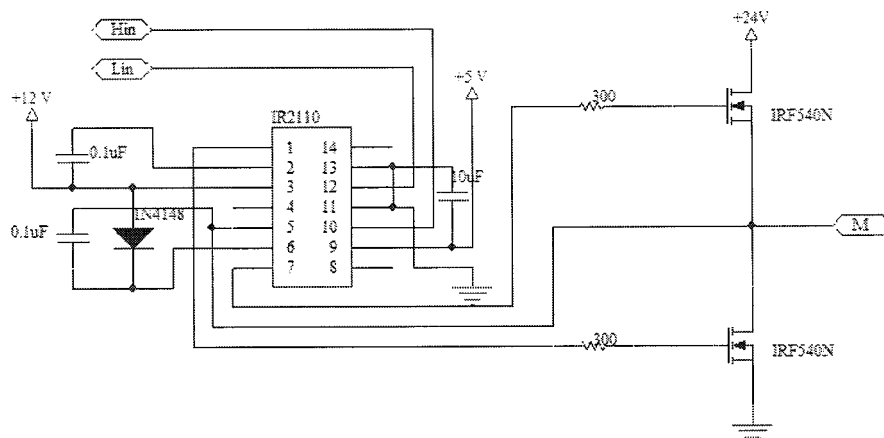 Hin
Lin
+24V
+5 V
+12 V
IR2110
300
IRF540N
0.1uF
1 14
2 13
3 12
4 11
5 10
6 9
7 8
10uF
1N4148
0.1uF
M
300
IRF540N